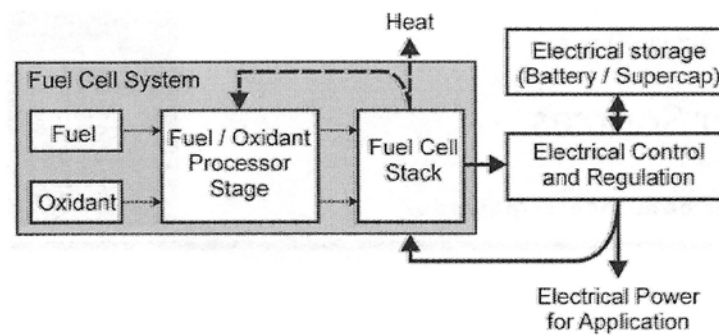 Heat
Electrical storage
(Battery / Supercap)
Fuel Cell System
Fuel
Fuel / Oxidant
Processor
Stage
Fuel Cell
Stack
Electrical Control
and Regulation
Oxidant
Electrical Power
for Application